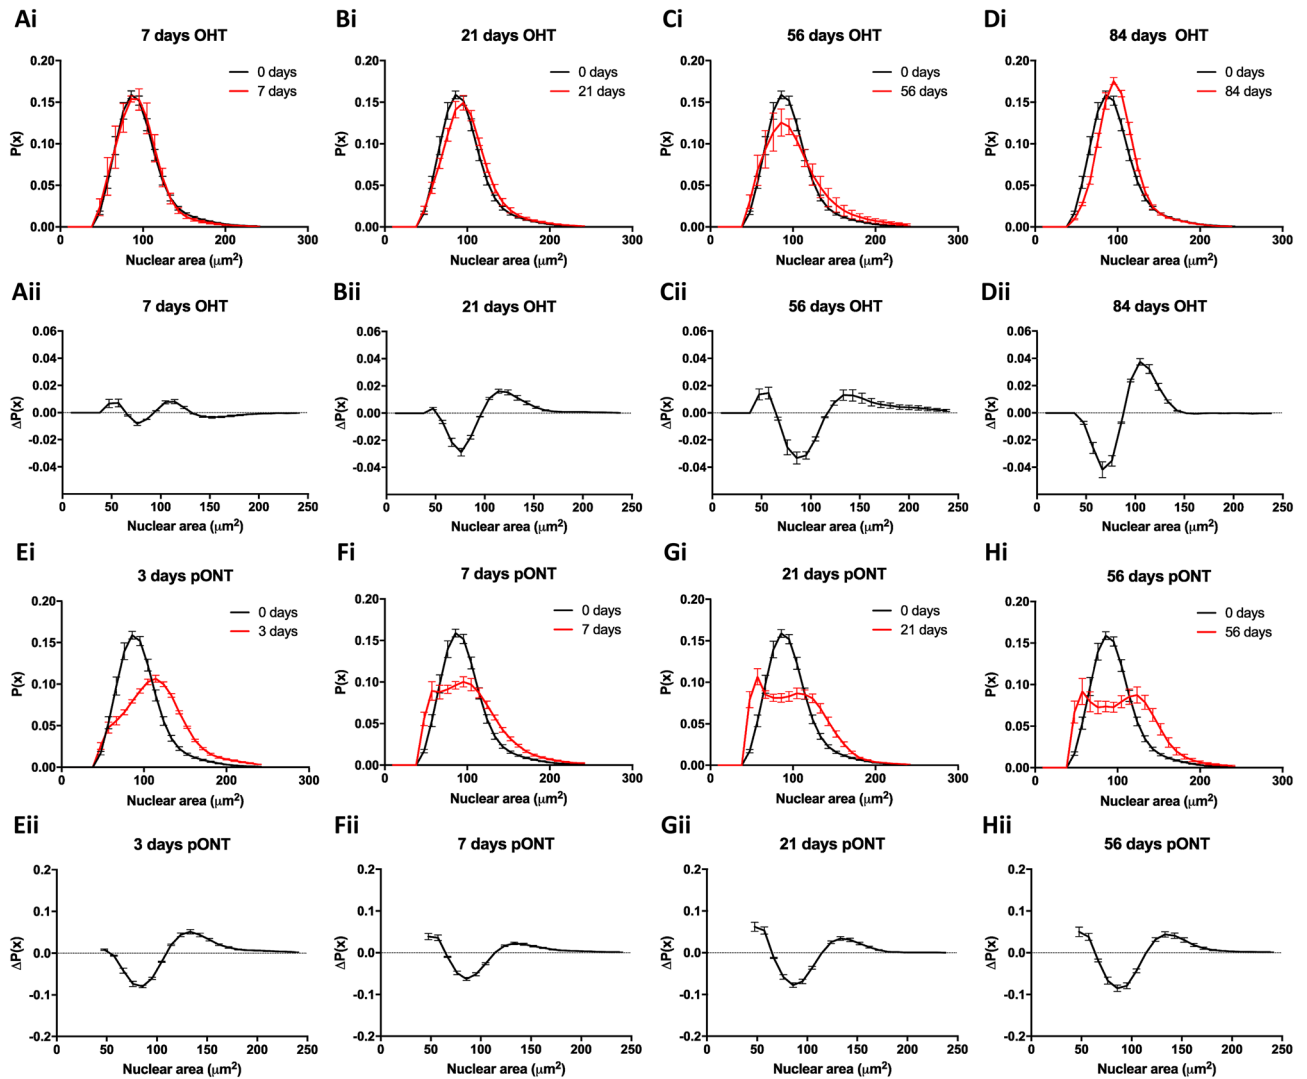 Ai Bi Ci Di
7 days OHT 21 days OHT 56 days OHT 84 days OHT
0 days 0 days 0 days 0 days
7 days 21 days 56 days 84 days
P(x) P(x) P(x) P(x)
0.20 0.20 0.20 0.20
0.15 0.15 0.15 0.15
0.10 0.10 0.10 0.10
0.05 0.05 0.05 0.05
0.00 0.00 0.00 0.00
0 100 200 300 0 100 200 300 0 100 200 300 0 100 200 300
Nuclear area (μm²) Nuclear area (μm²) Nuclear area (μm²) Nuclear area (μm²)
Aii Bii Cii Dii
7 days OHT 21 days OHT 56 days OHT 84 days OHT
ΔP(x) ΔP(x) ΔP(x) ΔP(x)
0.06 0.06 0.06 0.06
0.04 0.04 0.04 0.04
0.02 0.02 0.02 0.02
0.00 0.00 0.00 0.00
-0.02 -0.02 -0.02 -0.02
-0.04 -0.04 -0.04 -0.04
0 50 100 150 200 250 0 50 100 150 200 250 0 50 100 150 200 250 0 50 100 150 200 250
Nuclear area (μm²) Nuclear area (μm²) Nuclear area (μm²) Nuclear area (μm²)
Ei Fi Gi Hi
3 days pONT 7 days pONT 21 days pONT 56 days pONT
0 days 0 days 0 days 0 days
3 days 7 days 21 days 56 days
P(x) P(x) P(x) P(x)
0.20 0.20 0.20 0.20
0.15 0.15 0.15 0.15
0.10 0.10 0.10 0.10
0.05 0.05 0.05 0.05
0.00 0.00 0.00 0.00
0 100 200 300 0 100 200 300 0 100 200 300 0 100 200 300
Nuclear area (μm²) Nuclear area (μm²) Nuclear area (μm²) Nuclear area (μm²)
Eii Fii Gii Hii
3 days pONT 7 days pONT 21 days pONT 56 days pONT
ΔP(x) ΔP(x) ΔP(x) ΔP(x)
0.2 0.2 0.2 0.2
0.1 0.1 0.1 0.1
0.0 0.0 0.0 0.0
-0.1 -0.1 -0.1 -0.1
-0.2 -0.2 -0.2 -0.2
0 50 100 150 200 250 0 50 100 150 200 250 0 50 100 150 200 250 0 50 100 150 200 250
Nuclear area (μm²) Nuclear area (μm²) Nuclear area (μm²) Nuclear area (μm²)